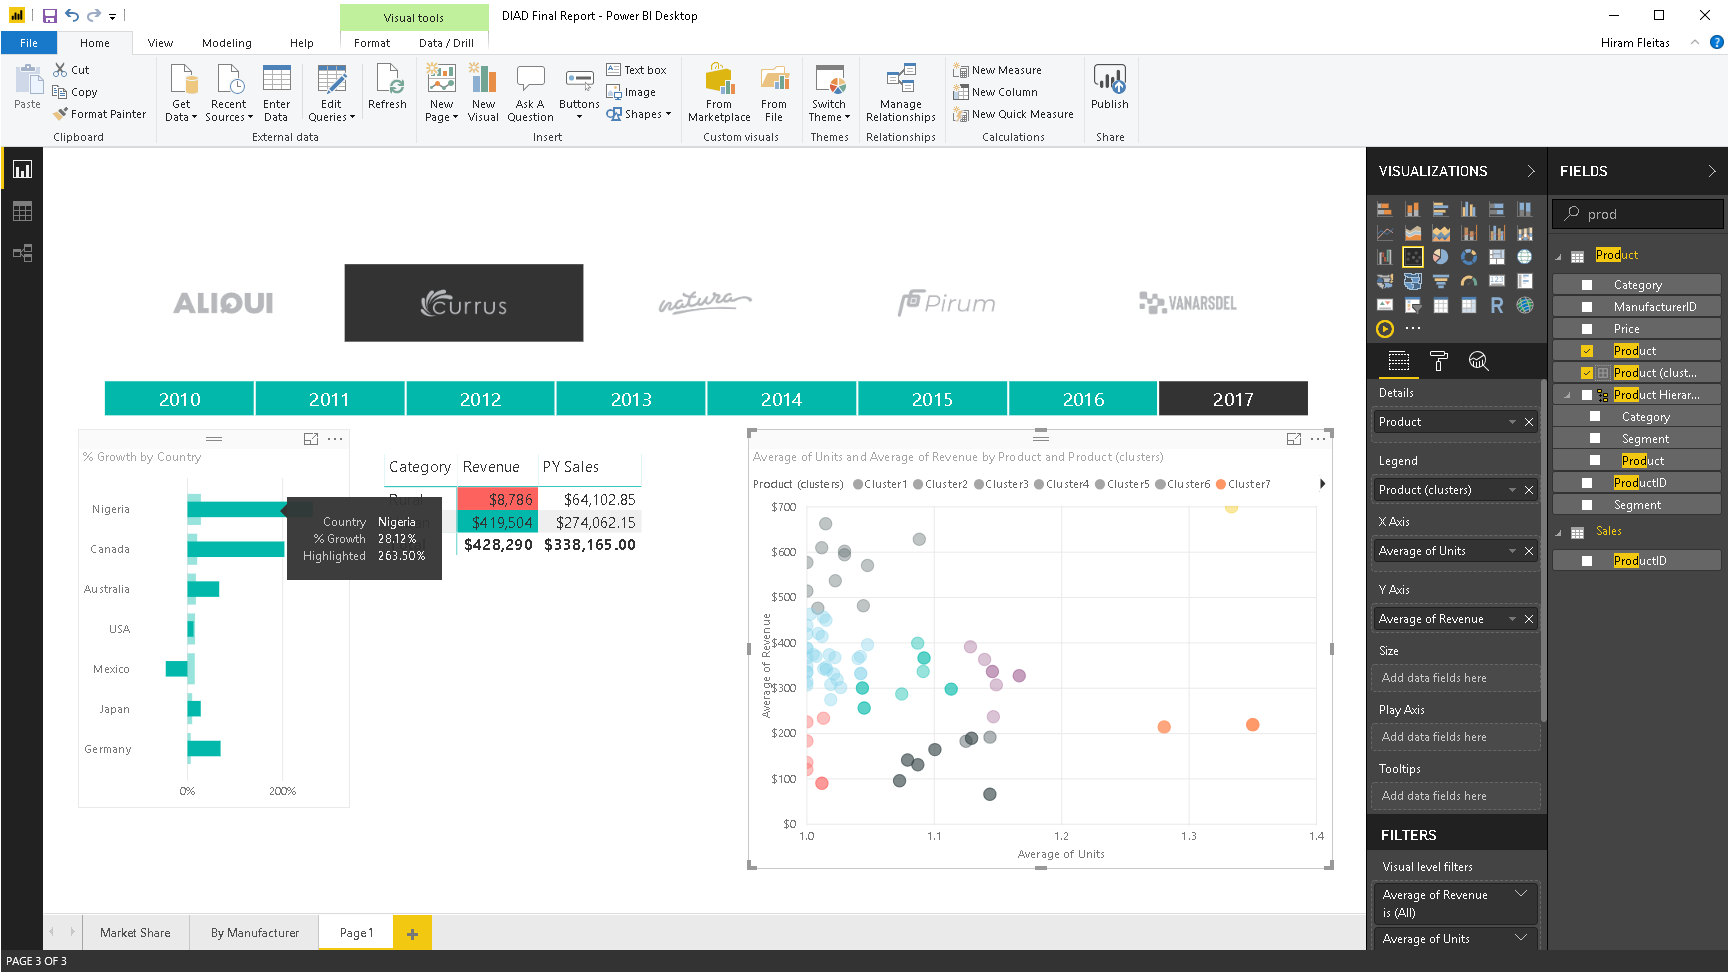 Visual tools
DIAD Final Report - Power BI Desktop
File Home View Modeling Help Format Data / Drill
Hiram Fleitas
Paste
Cut
Copy
Format Painter
Clipboard
Get Data
Recent Sources
Enter Data
Edit Queries
External data
Refresh
New Page
New Visual
Ask A Question
Buttons
Text box
Image
Shapes
Insert
From Marketplace
From File
Custom visuals
Switch Theme
Themes
Manage Relationships
Relationships
New Measure
New Column
New Quick Measure
Calculations
Publish
Share
ALIQUI
currus
natura
Pirum
VANARSDEL
2010 2011 2012 2013 2014 2015 2016 2017
% Growth by Country
Nigeria
Canada
Australia
USA
Mexico
Japan
Germany
0% 200%
Country Nigeria
% Growth 28.12%
Highlighted 263.50%
Category Revenue PY Sales
Rural $8,786 $64,102.85
$419,504 $274,062.15
$428,290 $338,165.00
Average of Units and Average of Revenue by Product and Product (clusters)
Product (clusters) Cluster1 Cluster2 Cluster3 Cluster4 Cluster5 Cluster6 Cluster7
Average of Revenue
$700
$600
$500
$400
$300
$200
$100
$0
1.0 1.1 1.2 1.3 1.4
Average of Units
VISUALIZATIONS
R
Details
Product
Legend
Product (clusters)
X Axis
Average of Units
Y Axis
Average of Revenue
Size
Add data fields here
Play Axis
Add data fields here
Tooltips
Add data fields here
FILTERS
Visual level filters
Average of Revenue
is (All)
Average of Units
FIELDS
prod
Product
Category
ManufacturerID
Price
Product
Product (clust...
Product Hierar...
Category
Segment
Product
ProductID
Segment
Sales
ProductID
Market Share By Manufacturer Page1
PAGE 3 OF 3